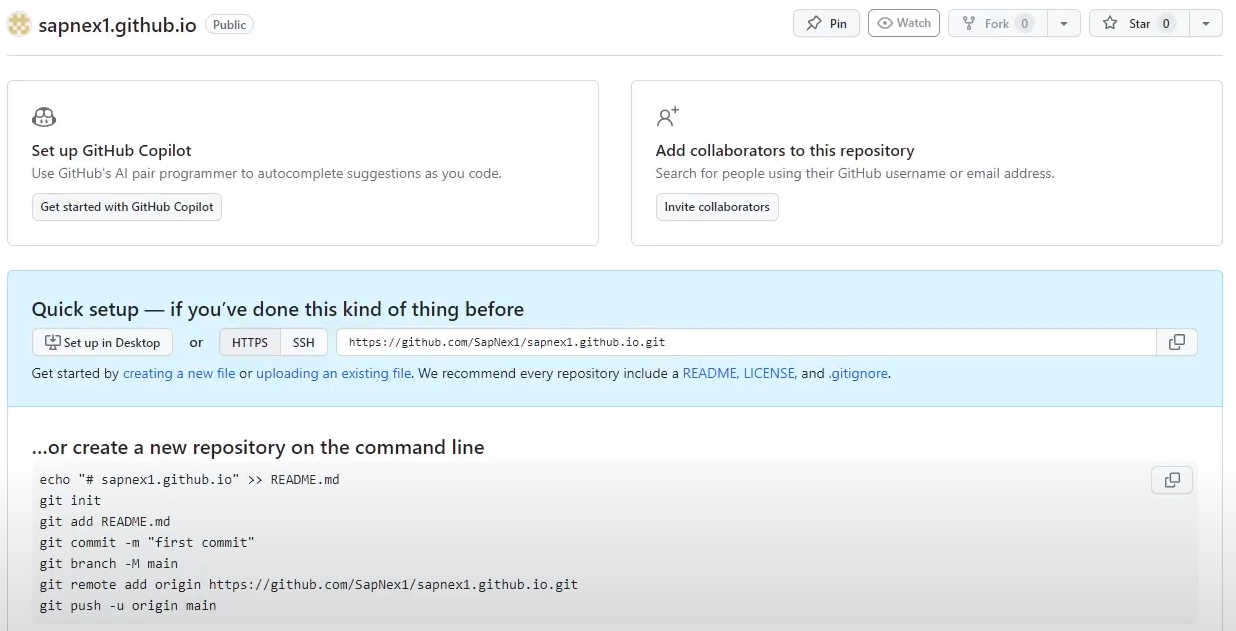 sapnex1.github.io Public
Pin Watch Fork 0 Star 0
Set up GitHub Copilot
Use GitHub's AI pair programmer to autocomplete suggestions as you code.
Get started with GitHub Copilot
Add collaborators to this repository
Search for people using their GitHub username or email address.
Invite collaborators
Quick setup — if you've done this kind of thing before
Set up in Desktop or HTTPS SSH https://github.com/SapNex1/sapnex1.github.io.git
Get started by creating a new file or uploading an existing file. We recommend every repository include a README, LICENSE, and .gitignore.
...or create a new repository on the command line
echo "# sapnex1.github.io" >> README.md
git init
git add README.md
git commit -m "first commit"
git branch -M main
git remote add origin https://github.com/SapNex1/sapnex1.github.io.git
git push -u origin main